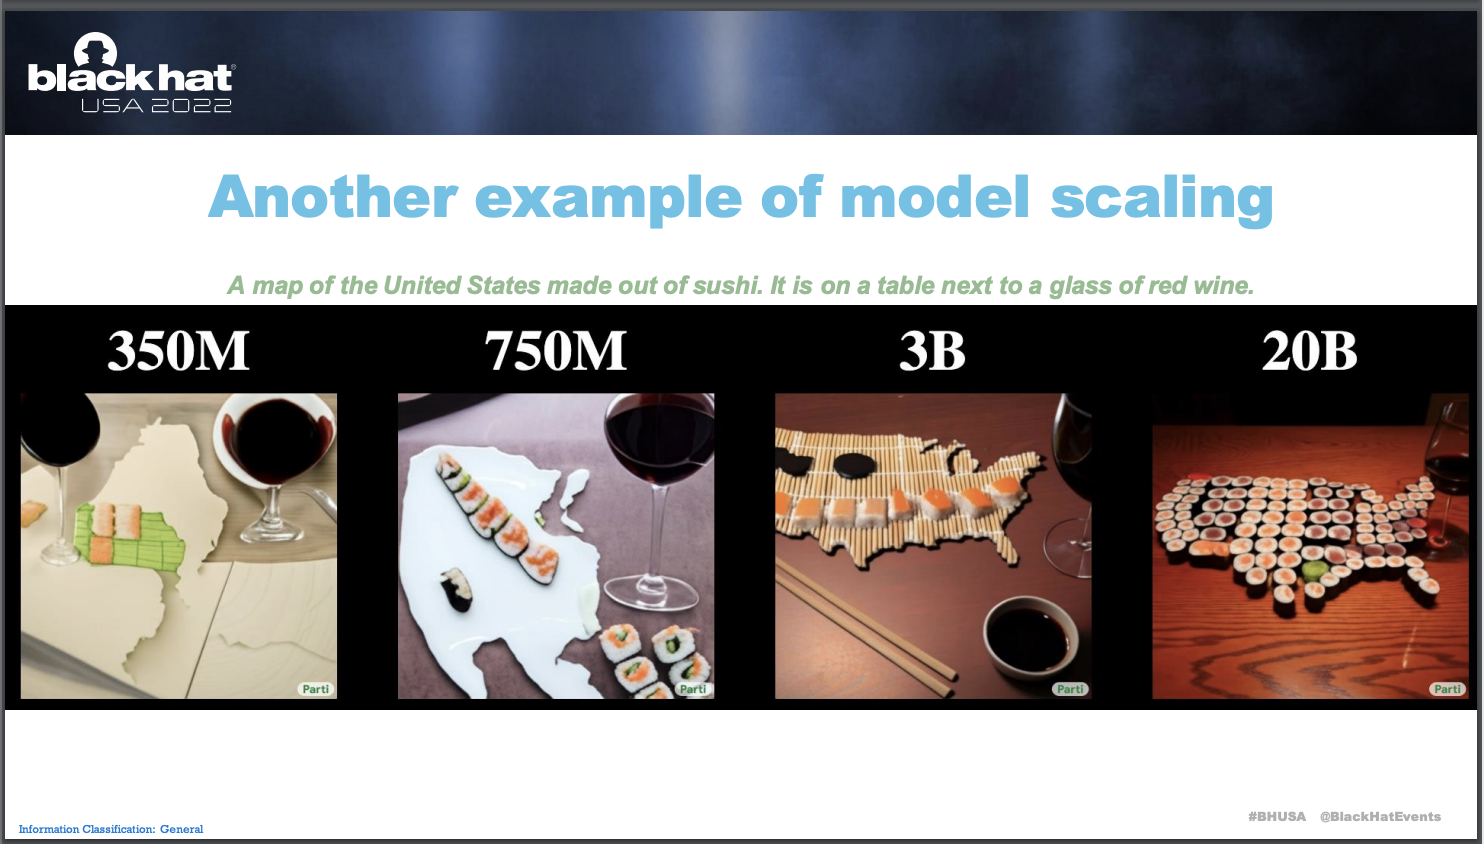 black hat®
USA 2022
Another example of model scaling
A map of the United States made out of sushi. It is on a table next to a glass of red wine.
350M 750M 3B 20B
Parti Parti Parti Parti
#BHUSA @BlackHatEvents
Information Classification: General